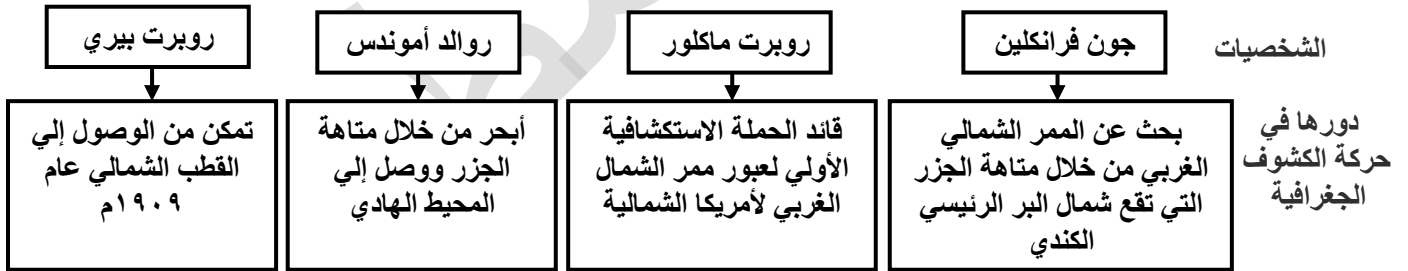 الشخصيات
جون فرانكلين
روبرت ماكلور
روالد أموندس
روبرت بيري
دورها في
حركة الكشوف
الجغرافية
بحث عن الممر الشمالي
الغربي من خلال متاهة الجزر
التي تقع شمال البر الرئيسي
الكندي
قائد الحملة الاستكشافية
الأولي لعبور ممر الشمال
الغربي لأمريكا الشمالية
أبحر من خلال متاهة
الجزر ووصل إلي
المحيط الهادي
تمكن من الوصول إلي
القطب الشمالي عام
١٩٠٩م